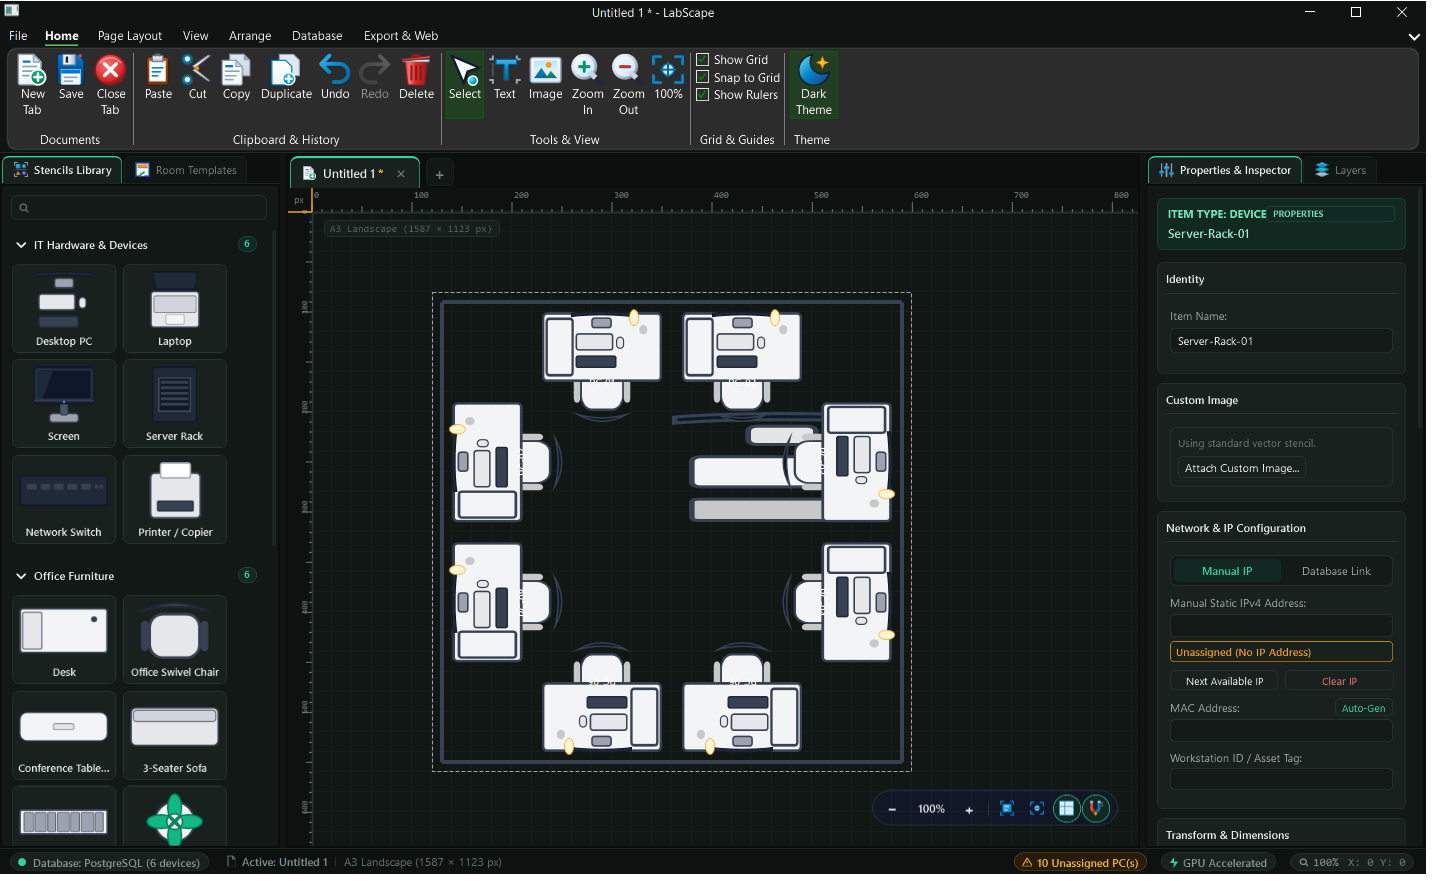 Untitled 1 * - LabScape
File Home Page Layout View Arrange Database Export & Web
New Tab
Save
Close Tab
Documents
Paste
Cut
Copy
Duplicate
Undo
Redo
Delete
Clipboard & History
Select
Text
Image
Zoom In
Zoom Out
100%
Tools & View
Show Grid
Snap to Grid
Show Rulers
Grid & Guides
Dark Theme
Theme
Stencils Library
Room Templates
IT Hardware & Devices 6
Desktop PC
Laptop
Screen
Server Rack
Network Switch
Printer / Copier
Office Furniture 6
Desk
Office Swivel Chair
Conference Table...
3-Seater Sofa
Untitled 1 * ×
+
px 0 100 200 300 400 500 600 700 800
0
100
200
300
400
500
600
A3 Landscape (1587 × 1123 px)
− 100% +
Properties & Inspector
Layers
ITEM TYPE: DEVICE PROPERTIES
Server-Rack-01
Identity
Item Name:
Server-Rack-01
Custom Image
Using standard vector stencil.
Attach Custom Image...
Network & IP Configuration
Manual IP Database Link
Manual Static IPv4 Address:
Unassigned (No IP Address)
Next Available IP Clear IP
MAC Address: Auto-Gen
Workstation ID / Asset Tag:
Transform & Dimensions
Database: PostgreSQL (6 devices)
Active: Untitled 1 | A3 Landscape (1587 × 1123 px)
10 Unassigned PC(s)
GPU Accelerated
100% X: 0 Y: 0